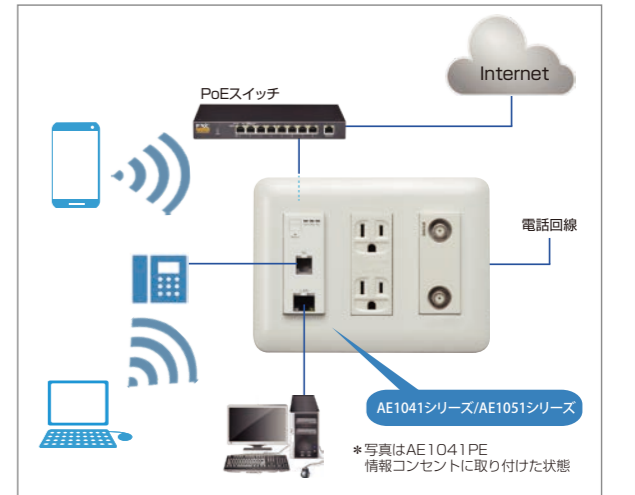 Internet
PoEスイッチ
電話回線
AE1041シリーズ/AE1051シリーズ
＊写真はAE1041PE
情報コンセントに取り付けた状態